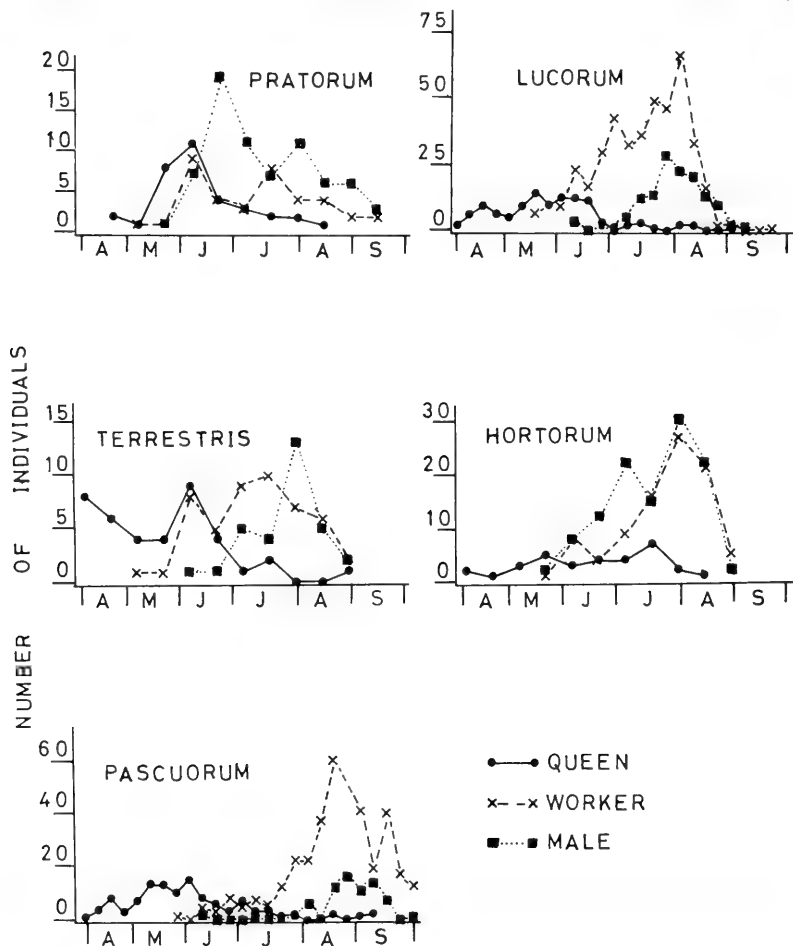 PRATORUM
20
15
10
5
0
A M J J A S
LUCORUM
75
50
25
0
A M J J A S
NUMBER OF INDIVIDUALS
TERRESTRIS
15
10
5
0
A M J J A S
HORTORUM
30
20
10
0
A M J J A S
PASCUORUM
60
40
20
0
A M J J A S
QUEEN
WORKER
MALE